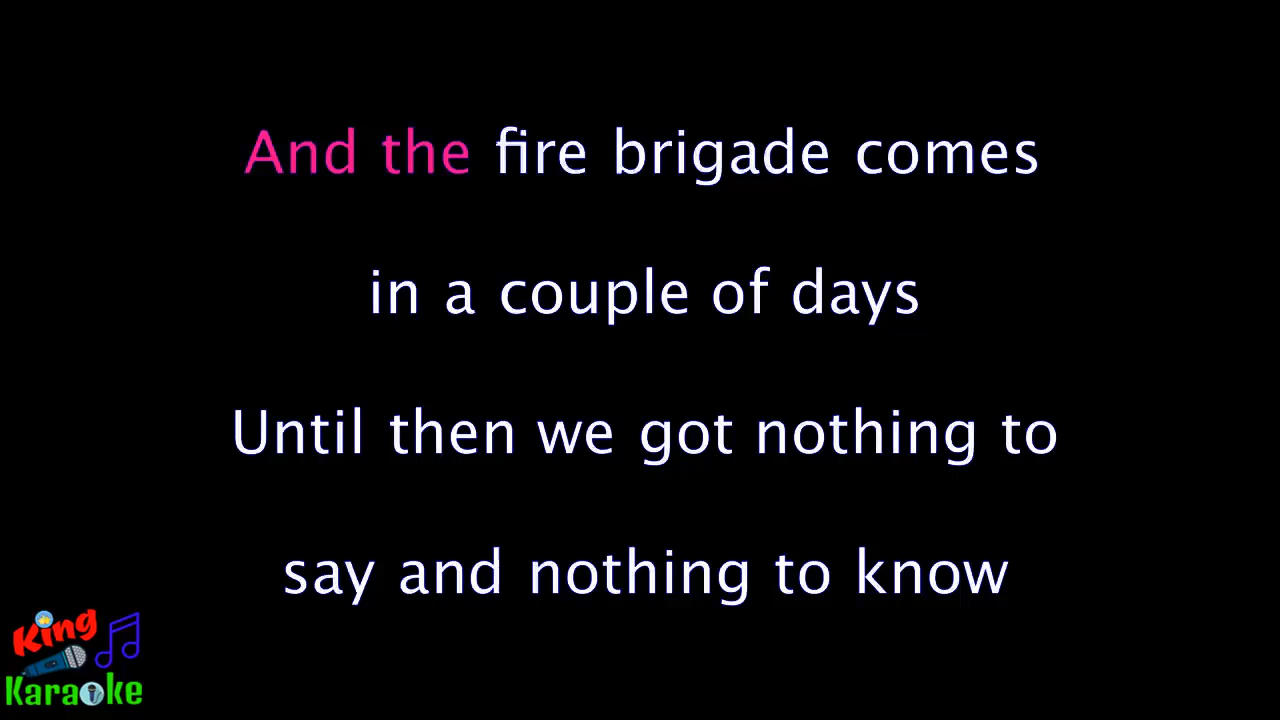 And the fire brigade comes
in a couple of days
Until then we got nothing to
say and nothing to know
King
Karaoke